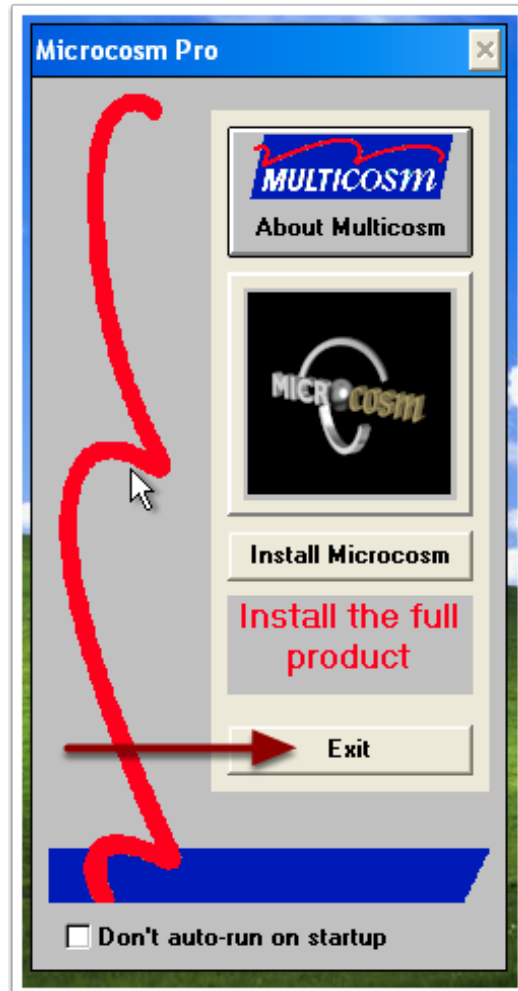 Microcosm Pro
MULTICOSM
About Multicosm
MICROCOSM
Install Microcosm
Install the full
product
Exit
Don't auto-run on startup